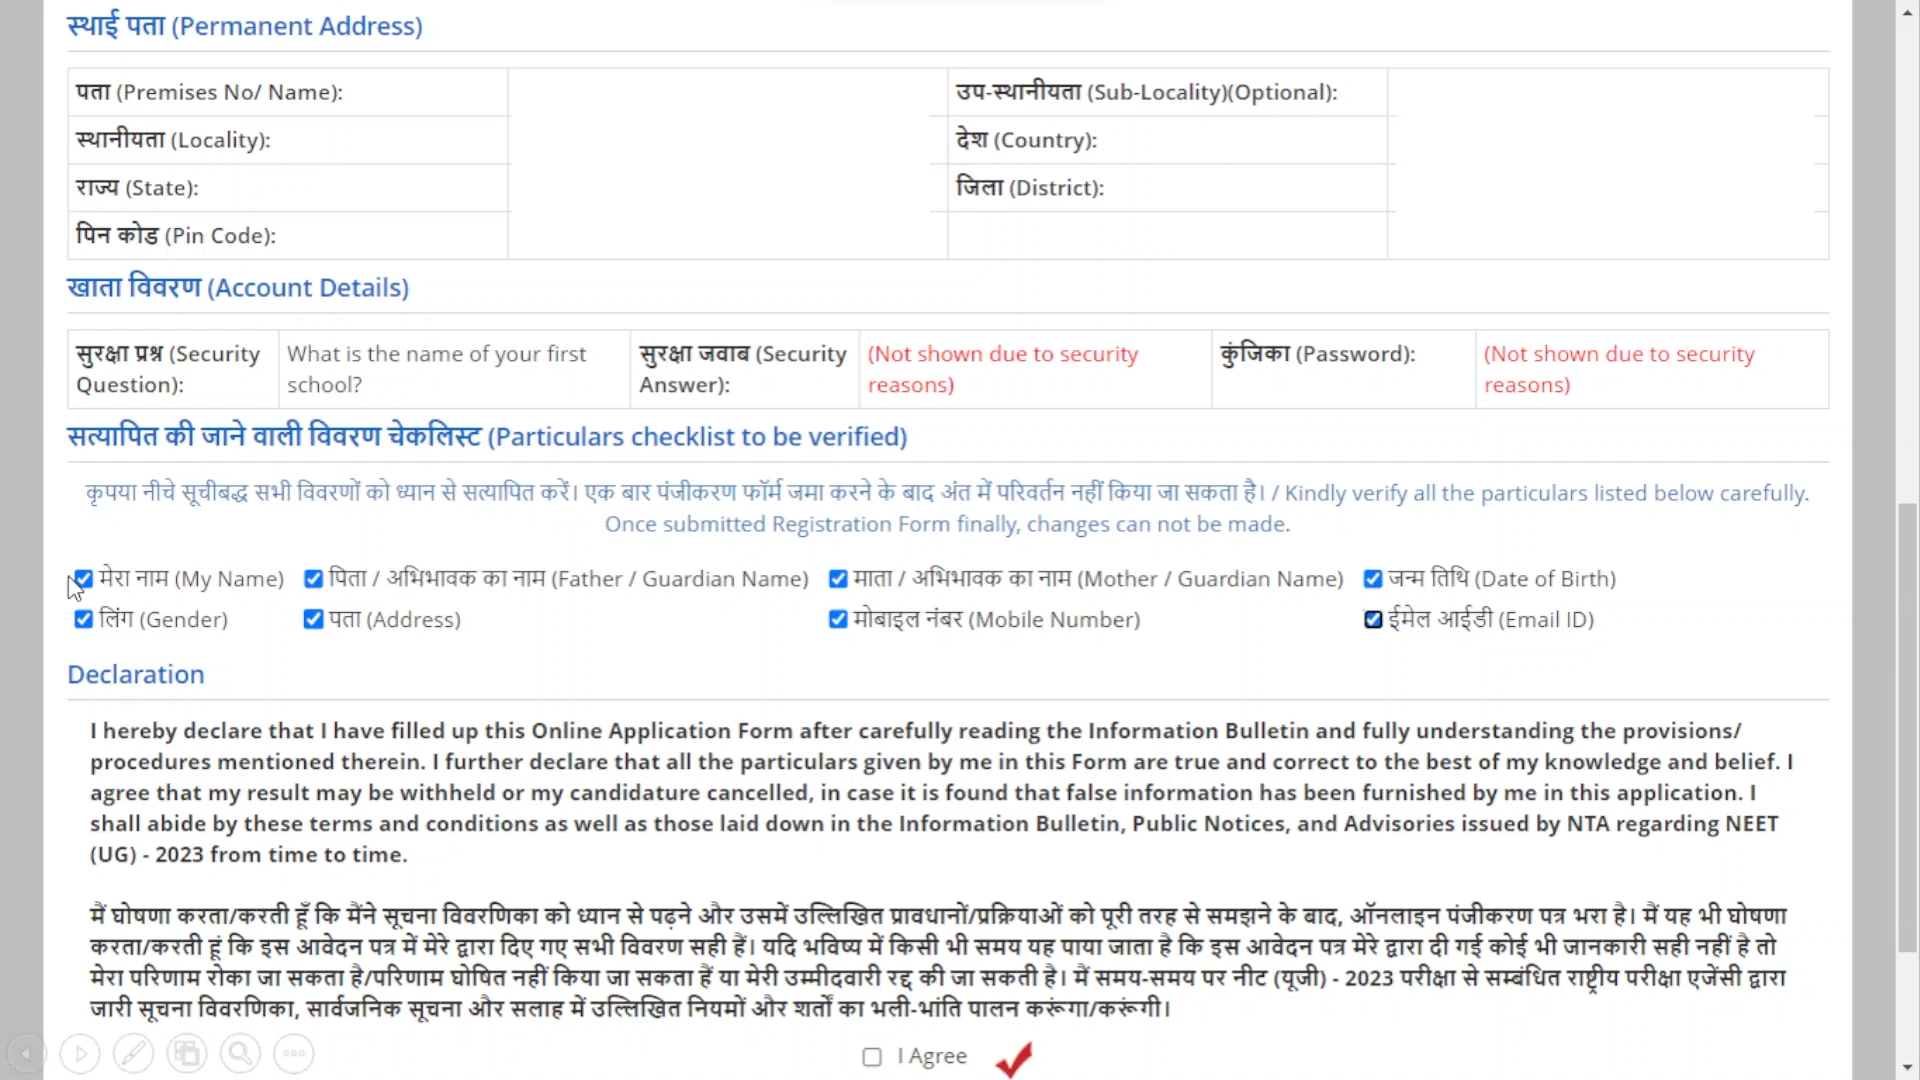 स्थाई पता (Permanent Address)
पता (Premises No/ Name): उप-स्थानीयता (Sub-Locality)(Optional):
स्थानीयता (Locality): देश (Country):
राज्य (State): जिला (District):
पिन कोड (Pin Code):
खाता विवरण (Account Details)
सुरक्षा प्रश्न (Security What is the name of your first सुरक्षा जवाब (Security (Not shown due to security कुंजिका (Password): (Not shown due to security
Question): school? Answer): reasons) reasons)
सत्यापित की जाने वाली विवरण चेकलिस्ट (Particulars checklist to be verified)
कृपया नीचे सूचीबद्ध सभी विवरणों को ध्यान से सत्यापित करें। एक बार पंजीकरण फॉर्म जमा करने के बाद अंत में परिवर्तन नहीं किया जा सकता है। / Kindly verify all the particulars listed below carefully.
Once submitted Registration Form finally, changes can not be made.
मेरा नाम (My Name) पिता / अभिभावक का नाम (Father / Guardian Name) माता / अभिभावक का नाम (Mother / Guardian Name) जन्म तिथि (Date of Birth)
लिंग (Gender) पता (Address) मोबाइल नंबर (Mobile Number) ईमेल आईडी (Email ID)
Declaration
I hereby declare that I have filled up this Online Application Form after carefully reading the Information Bulletin and fully understanding the provisions/
procedures mentioned therein. I further declare that all the particulars given by me in this Form are true and correct to the best of my knowledge and belief. I
agree that my result may be withheld or my candidature cancelled, in case it is found that false information has been furnished by me in this application. I
shall abide by these terms and conditions as well as those laid down in the Information Bulletin, Public Notices, and Advisories issued by NTA regarding NEET
(UG) - 2023 from time to time.
मैं घोषणा करता/करती हूँ कि मैंने सूचना विवरणिका को ध्यान से पढ़ने और उसमें उल्लिखित प्रावधानों/प्रक्रियाओं को पूरी तरह से समझने के बाद, ऑनलाइन पंजीकरण पत्र भरा है। मैं यह भी घोषणा
करता/करती हूं कि इस आवेदन पत्र में मेरे द्वारा दिए गए सभी विवरण सही हैं। यदि भविष्य में किसी भी समय यह पाया जाता है कि इस आवेदन पत्र मेरे द्वारा दी गई कोई भी जानकारी सही नहीं है तो
मेरा परिणाम रोका जा सकता है/परिणाम घोषित नहीं किया जा सकता हैं या मेरी उम्मीदवारी रद्द की जा सकती है। मैं समय-समय पर नीट (यूजी) - 2023 परीक्षा से सम्बंधित राष्ट्रीय परीक्षा एजेंसी द्वारा
जारी सूचना विवरणिका, सार्वजनिक सूचना और सलाह में उल्लिखित नियमों और शर्तों का भली-भांति पालन करूंगा/करूंगी।
I Agree